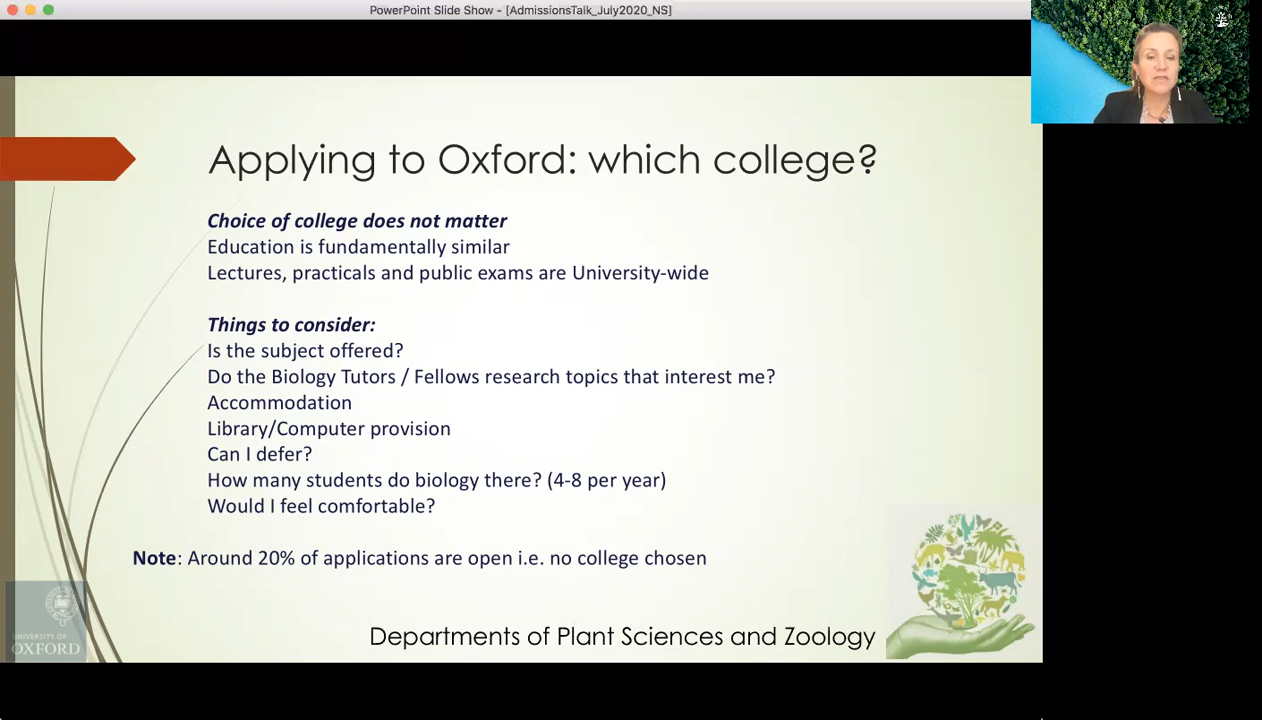 PowerPoint Slide Show - [AdmissionsTalk_July2020_NS]
Applying to Oxford: which college?
Choice of college does not matter
Education is fundamentally similar
Lectures, practicals and public exams are University-wide
Things to consider:
Is the subject offered?
Do the Biology Tutors / Fellows research topics that interest me?
Accommodation
Library/Computer provision
Can I defer?
How many students do biology there? (4-8 per year)
Would I feel comfortable?
Note: Around 20% of applications are open i.e. no college chosen
UNIVERSITY OF
OXFORD
Departments of Plant Sciences and Zoology